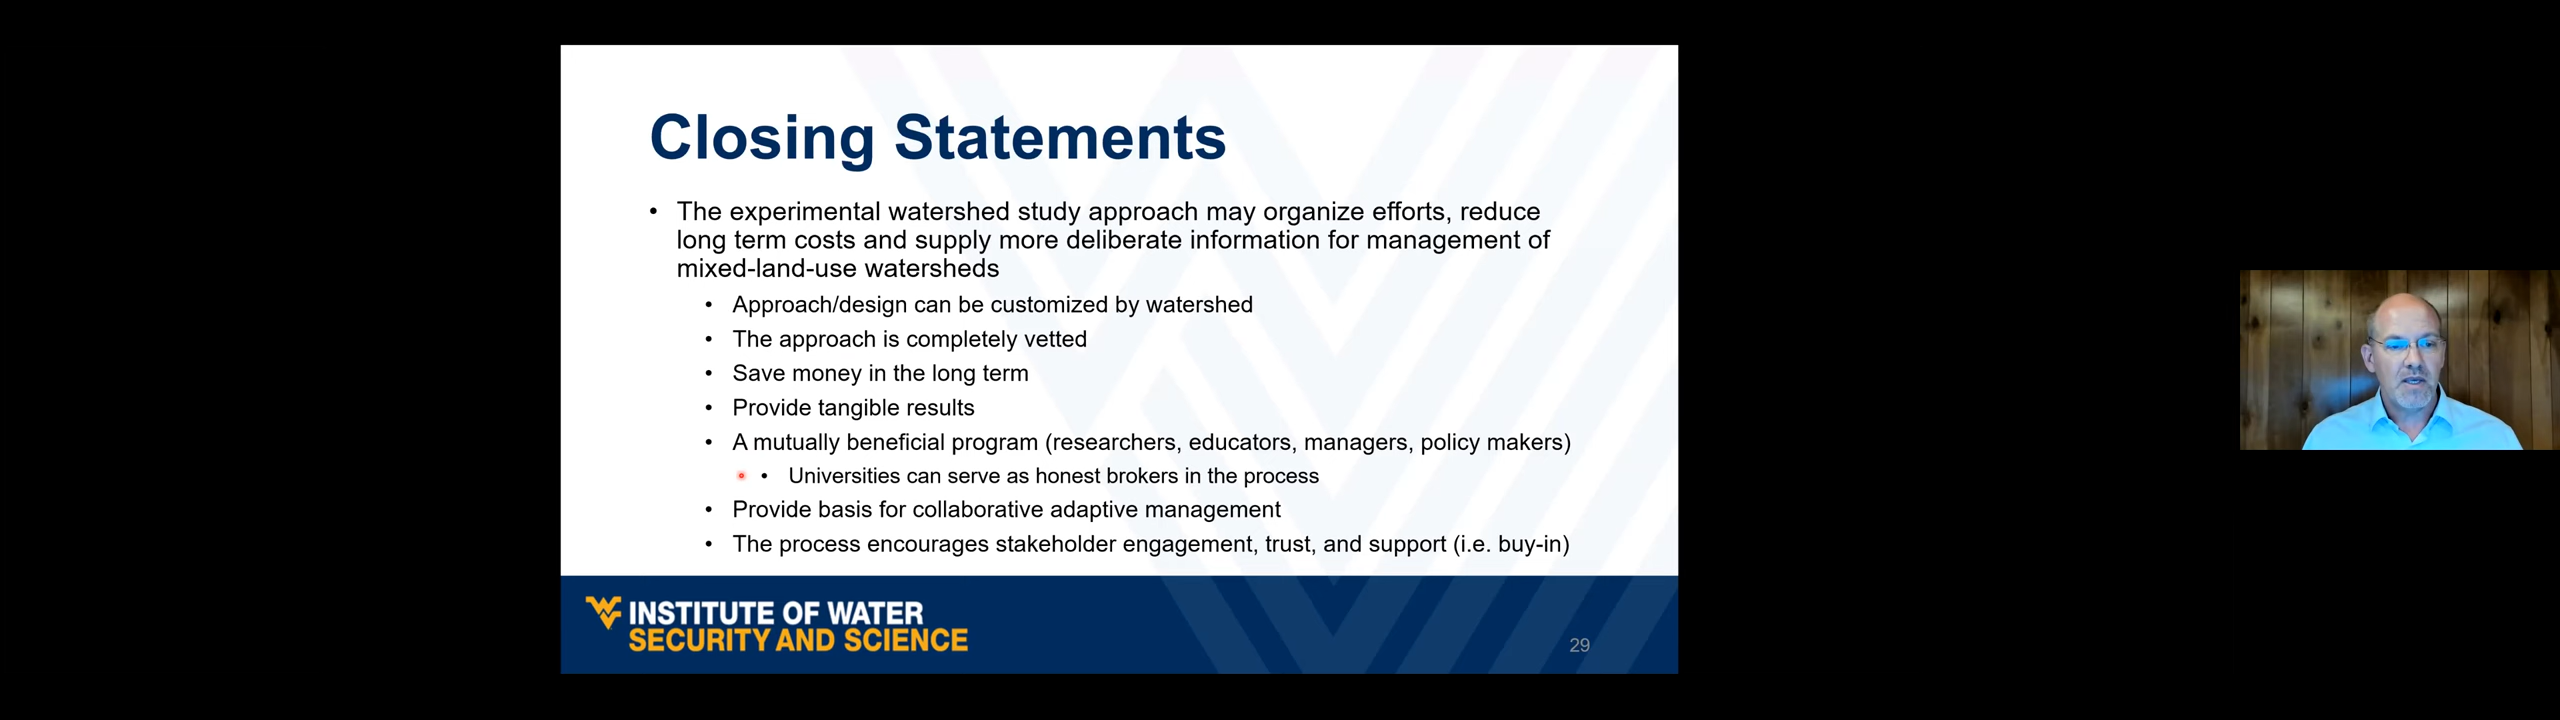 Closing Statements
• The experimental watershed study approach may organize efforts, reduce
long term costs and supply more deliberate information for management of
mixed-land-use watersheds
• Approach/design can be customized by watershed
• The approach is completely vetted
• Save money in the long term
• Provide tangible results
• A mutually beneficial program (researchers, educators, managers, policy makers)
• Universities can serve as honest brokers in the process
• Provide basis for collaborative adaptive management
• The process encourages stakeholder engagement, trust, and support (i.e. buy-in)
INSTITUTE OF WATER
SECURITY AND SCIENCE
29